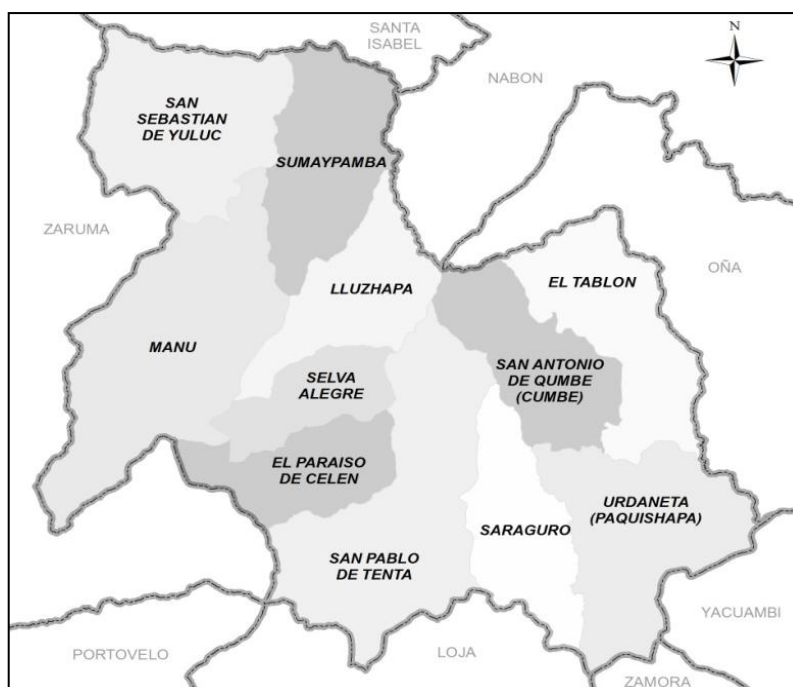 SANTA
ISABEL
N
NABON
SAN
SEBASTIAN
DE YULUC
SUMAYPAMBA
ZARUMA
OÑA
LLUZHAPA
EL TABLON
MANU
SELVA
ALEGRE
SAN ANTONIO
DE QUMBE
(CUMBE)
EL PARAISO
DE CELEN
URDANETA
(PAQUISHAPA)
SARAGURO
SAN PABLO
DE TENTA
YACUAMBI
PORTOVELO
LOJA
ZAMORA